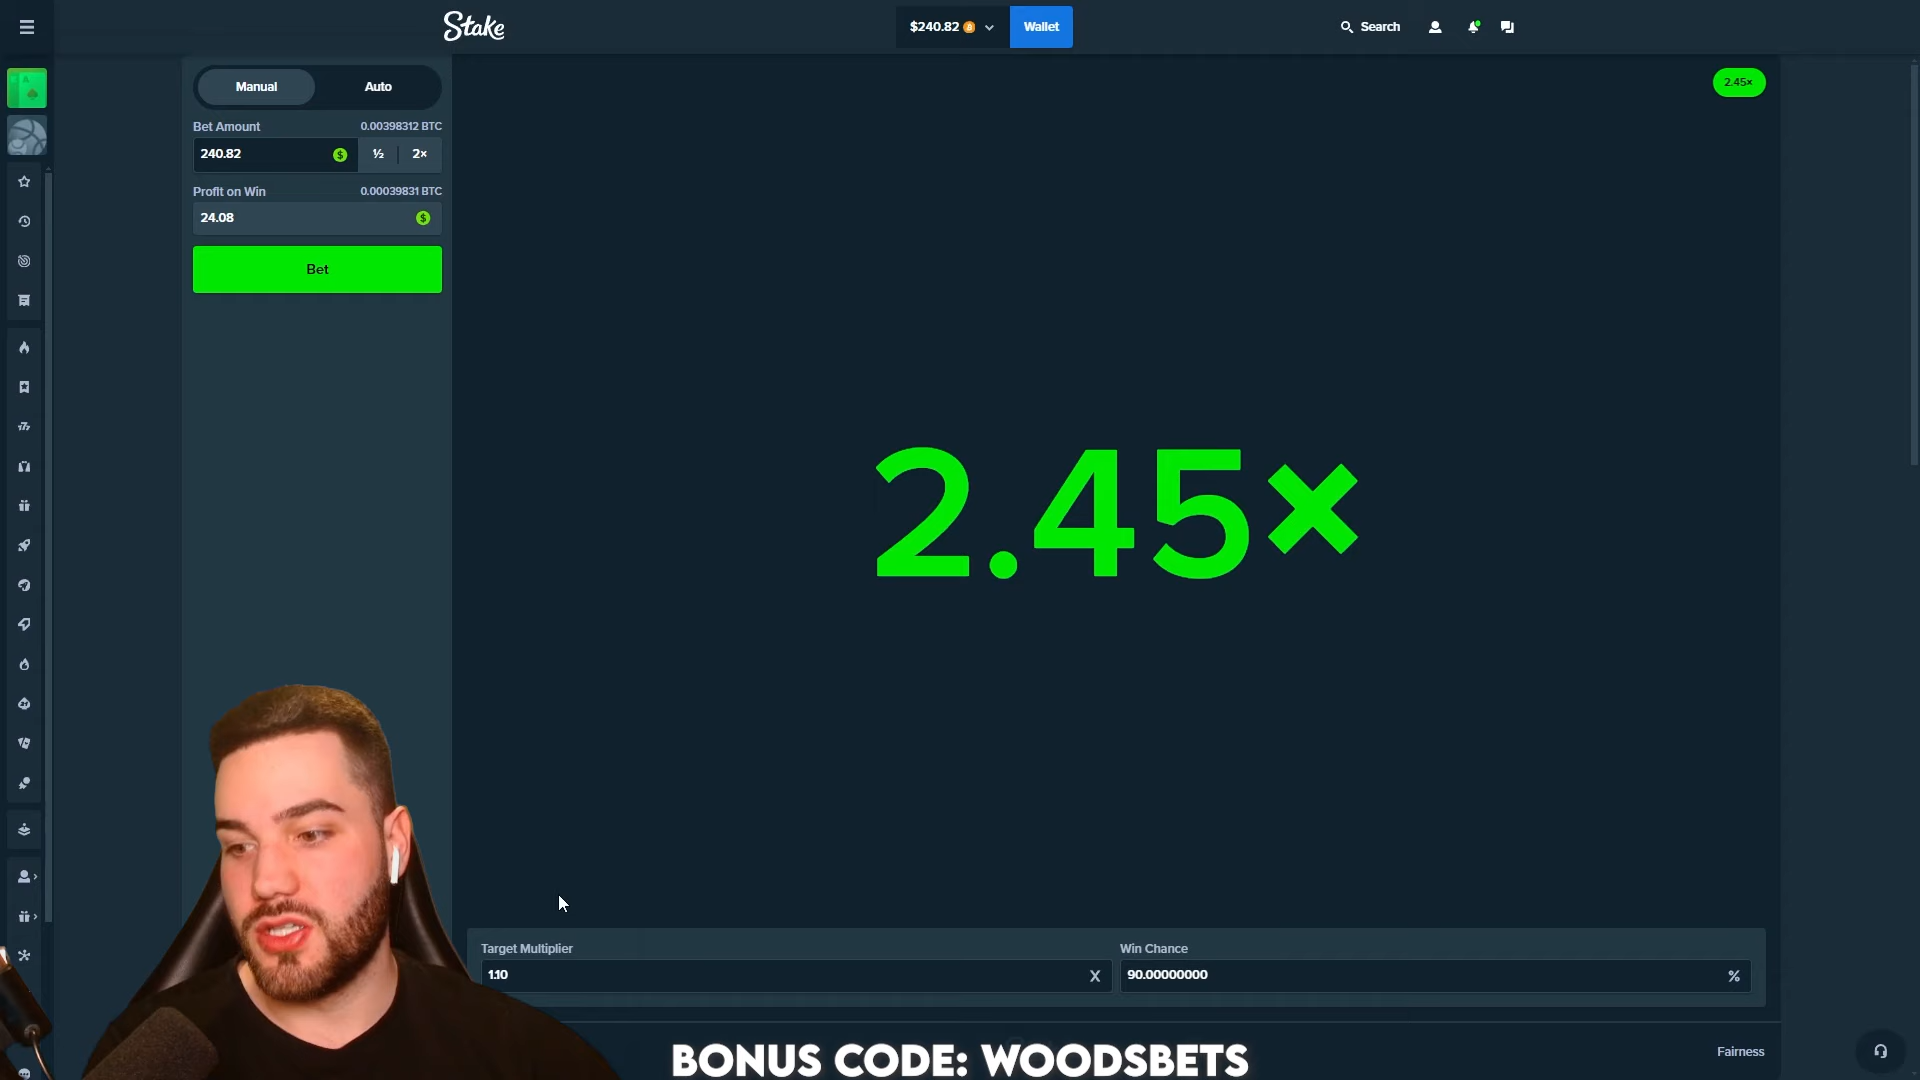 Stake
$240.82
Wallet
Search
Manual
Auto
2.45×
Bet Amount
0.00398312 BTC
240.82
½
2×
Profit on Win
0.00039831 BTC
24.08
Bet
2.45×
Target Multiplier
1.10
X
Win Chance
90.00000000
%
BONUS CODE: WOODSBETS
Fairness